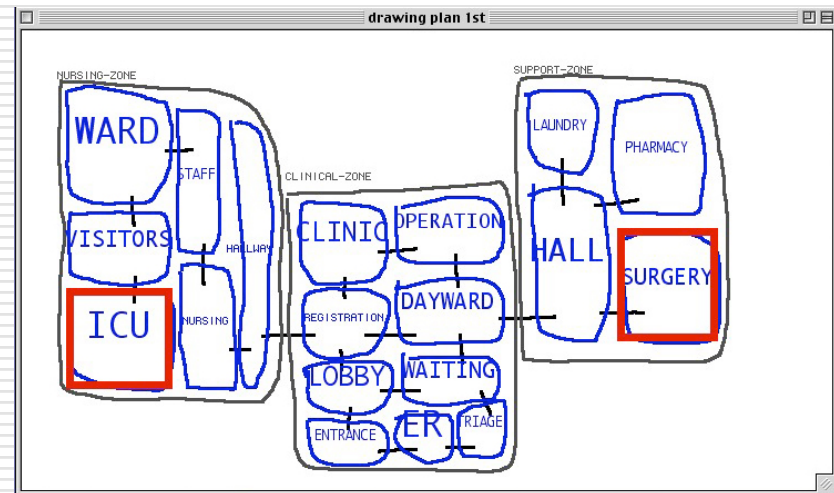 drawing plan 1st
NURSING-ZONE
WARD
STAFF
VISITORS
HALLWAY
ICU
NURSING
CLINICAL-ZONE
CLINIC
OPERATION
REGISTRATION
DAYWARD
LOBBY
WAITING
ENTRANCE
ER
TRIAGE
SUPPORT-ZONE
LAUNDRY
PHARMACY
HALL
SURGERY